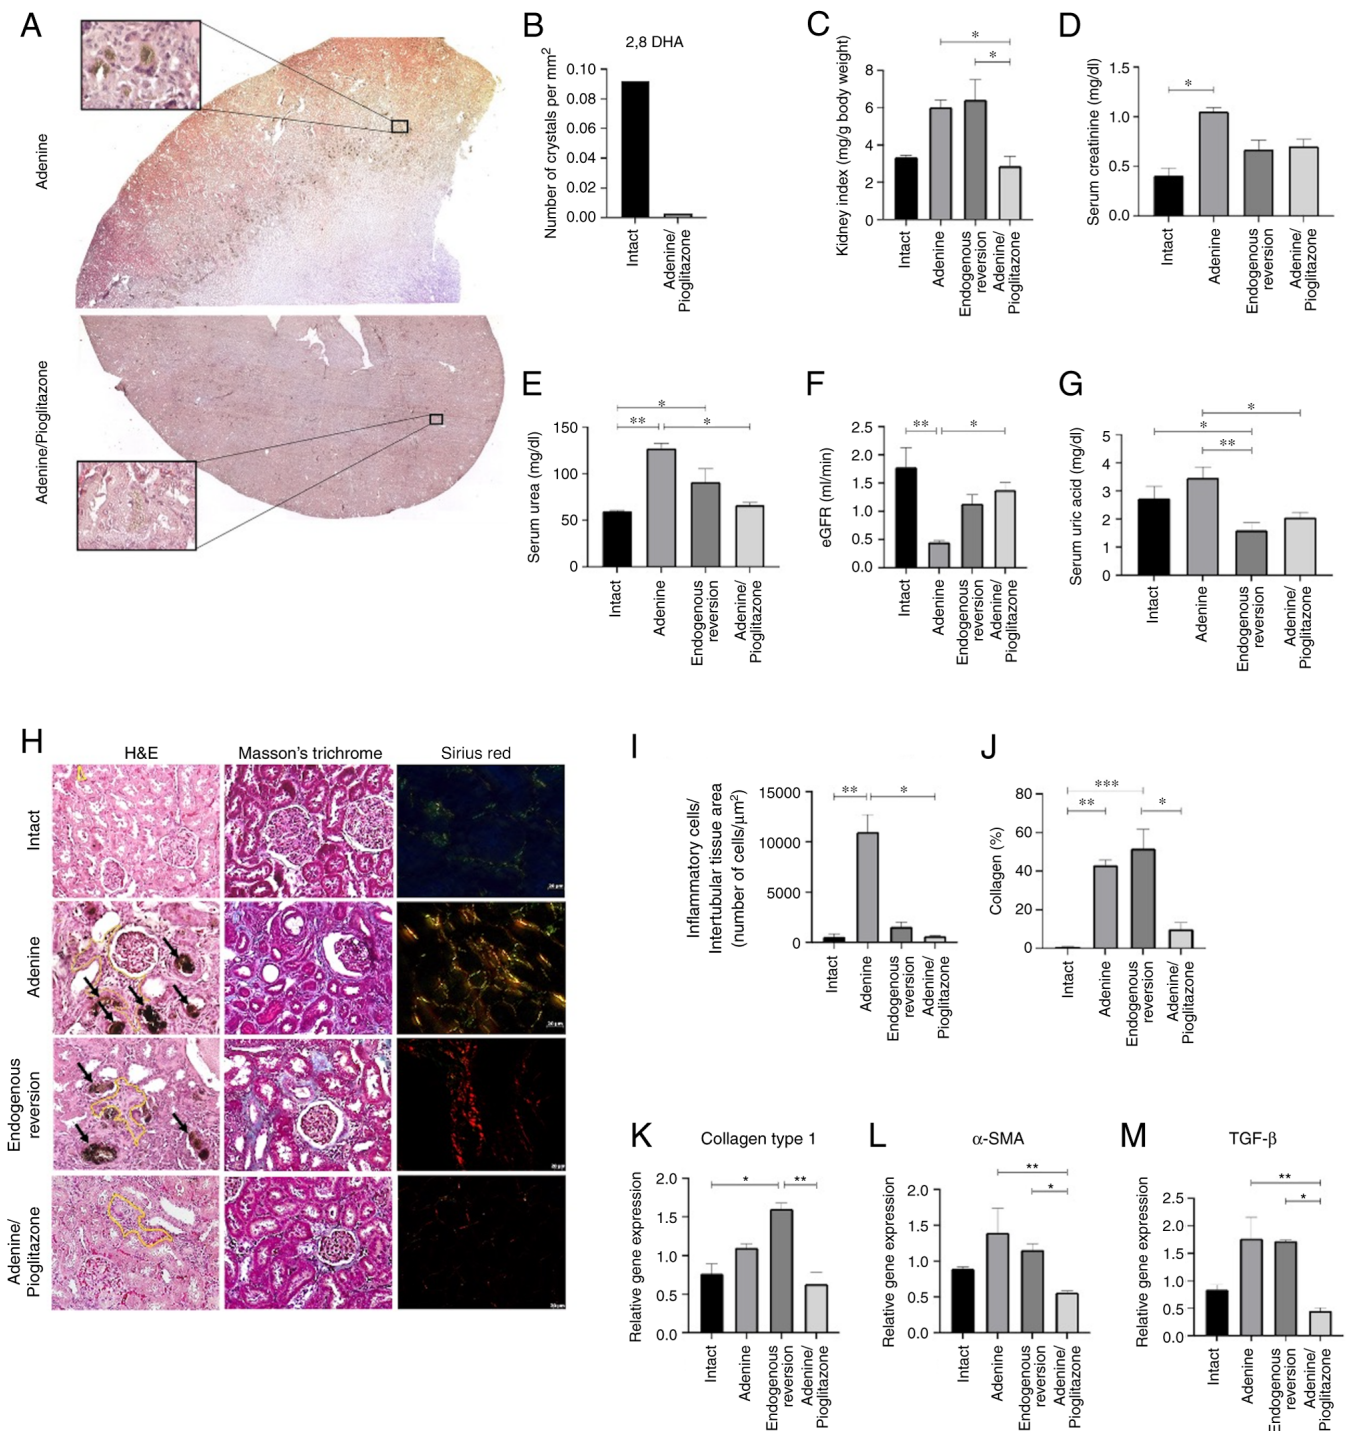 A
Adenine
Adenine/Pioglitazone
B
2,8 DHA
Number of crystals per mm2
0.10
0.08
0.06
0.04
0.02
0.00
Intact
Adenine/
Pioglitazone
C
Kidney index (mg/g body weight)
8
6
4
2
0
*
*
Intact
Adenine
Endogenous
reversion
Adenine/
Pioglitazone
D
Serum creatinine (mg/dl)
1.5
1.0
0.5
0.0
*
Intact
Adenine
Endogenous
reversion
Adenine/
Pioglitazone
E
Serum urea (mg/dl)
150
100
50
0
*
** *
Intact
Adenine
Endogenous
reversion
Adenine/
Pioglitazone
F
eGFR (ml/min)
2.5
2.0
1.5
1.0
0.5
0.0
** *
Intact
Adenine
Endogenous
reversion
Adenine/
Pioglitazone
G
Serum uric acid (mg/dl)
5
4
3
2
1
0
*
*
**
Intact
Adenine
Endogenous
reversion
Adenine/
Pioglitazone
H
H&E Masson's trichrome Sirius red
Intact
Adenine
Endogenous
reversion
Adenine/
Pioglitazone
I
Inflammatory cells/
Intertubular tissue area
(number of cells/μm2)
15000
10000
5000
0
** *
Intact
Adenine
Endogenous
reversion
Adenine/
Pioglitazone
J
Collagen (%)
80
60
40
20
0
***
** *
Intact
Adenine
Endogenous
reversion
Adenine/
Pioglitazone
K
Collagen type 1
Relative gene expression
2.0
1.5
1.0
0.5
0.0
* **
Intact
Adenine
Endogenous
reversion
Adenine/
Pioglitazone
L
α-SMA
Relative gene expression
2.0
1.5
1.0
0.5
0.0
**
*
Intact
Adenine
Endogenous
reversion
Adenine/
Pioglitazone
M
TGF-β
Relative gene expression
2.5
2.0
1.5
1.0
0.5
0.0
**
*
Intact
Adenine
Endogenous
reversion
Adenine/
Pioglitazone